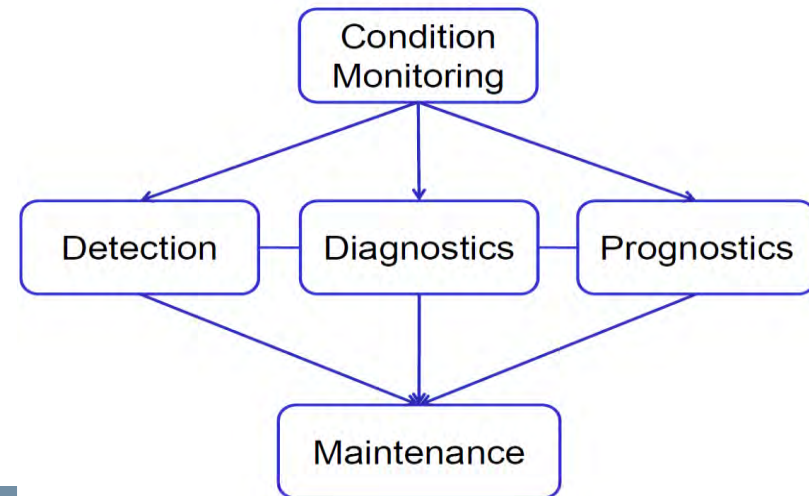 Condition
Monitoring
Detection
Diagnostics
Prognostics
Maintenance